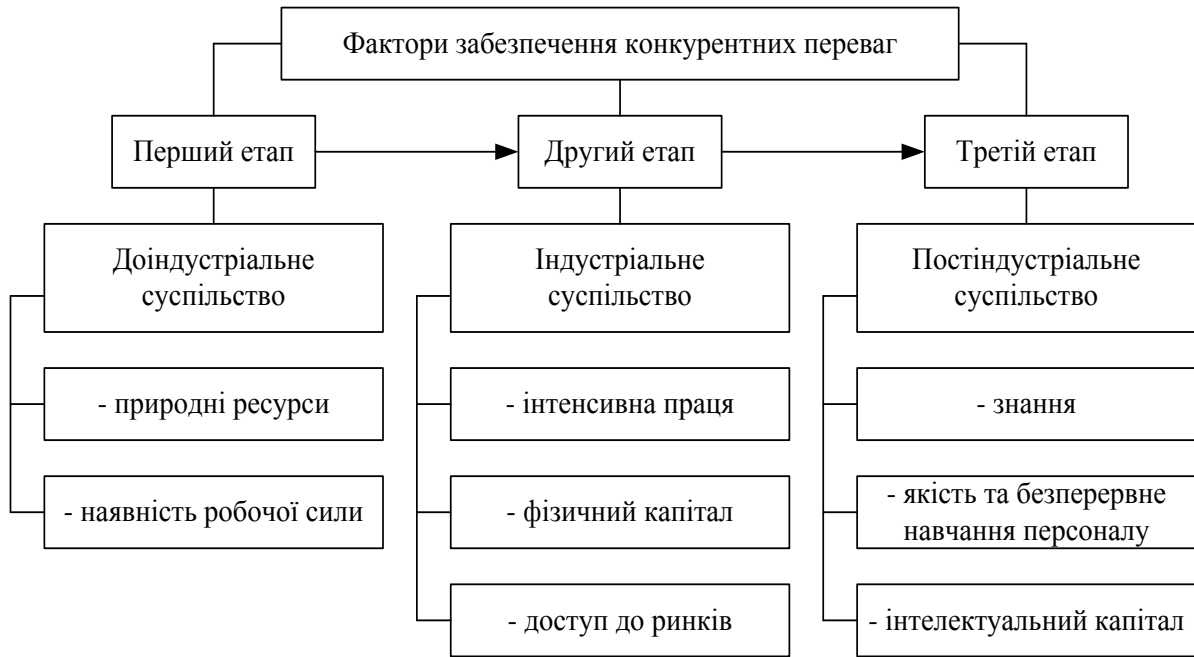 Фактори забезпечення конкурентних переваг
Перший етап
Другий етап
Третій етап
Доіндустріальне
суспільство
Індустріальне
суспільство
Постіндустріальне
суспільство
- природні ресурси
- інтенсивна праця
- знання
- наявність робочої сили
- фізичний капітал
- якість та безперервне
навчання персоналу
- доступ до ринків
- інтелектуальний капітал